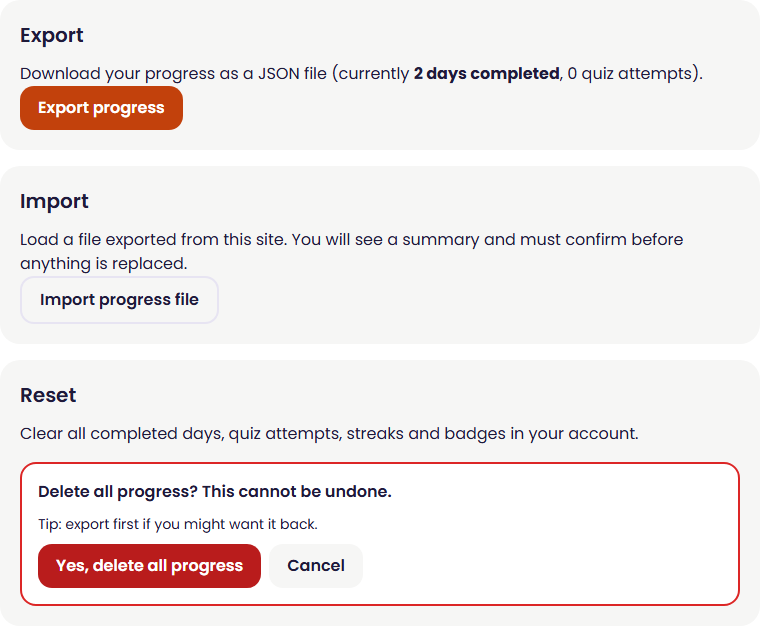 Export
Download your progress as a JSON file (currently 2 days completed, 0 quiz attempts).
Export progress
Import
Load a file exported from this site. You will see a summary and must confirm before
anything is replaced.
Import progress file
Reset
Clear all completed days, quiz attempts, streaks and badges in your account.
Delete all progress? This cannot be undone.
Tip: export first if you might want it back.
Yes, delete all progress
Cancel